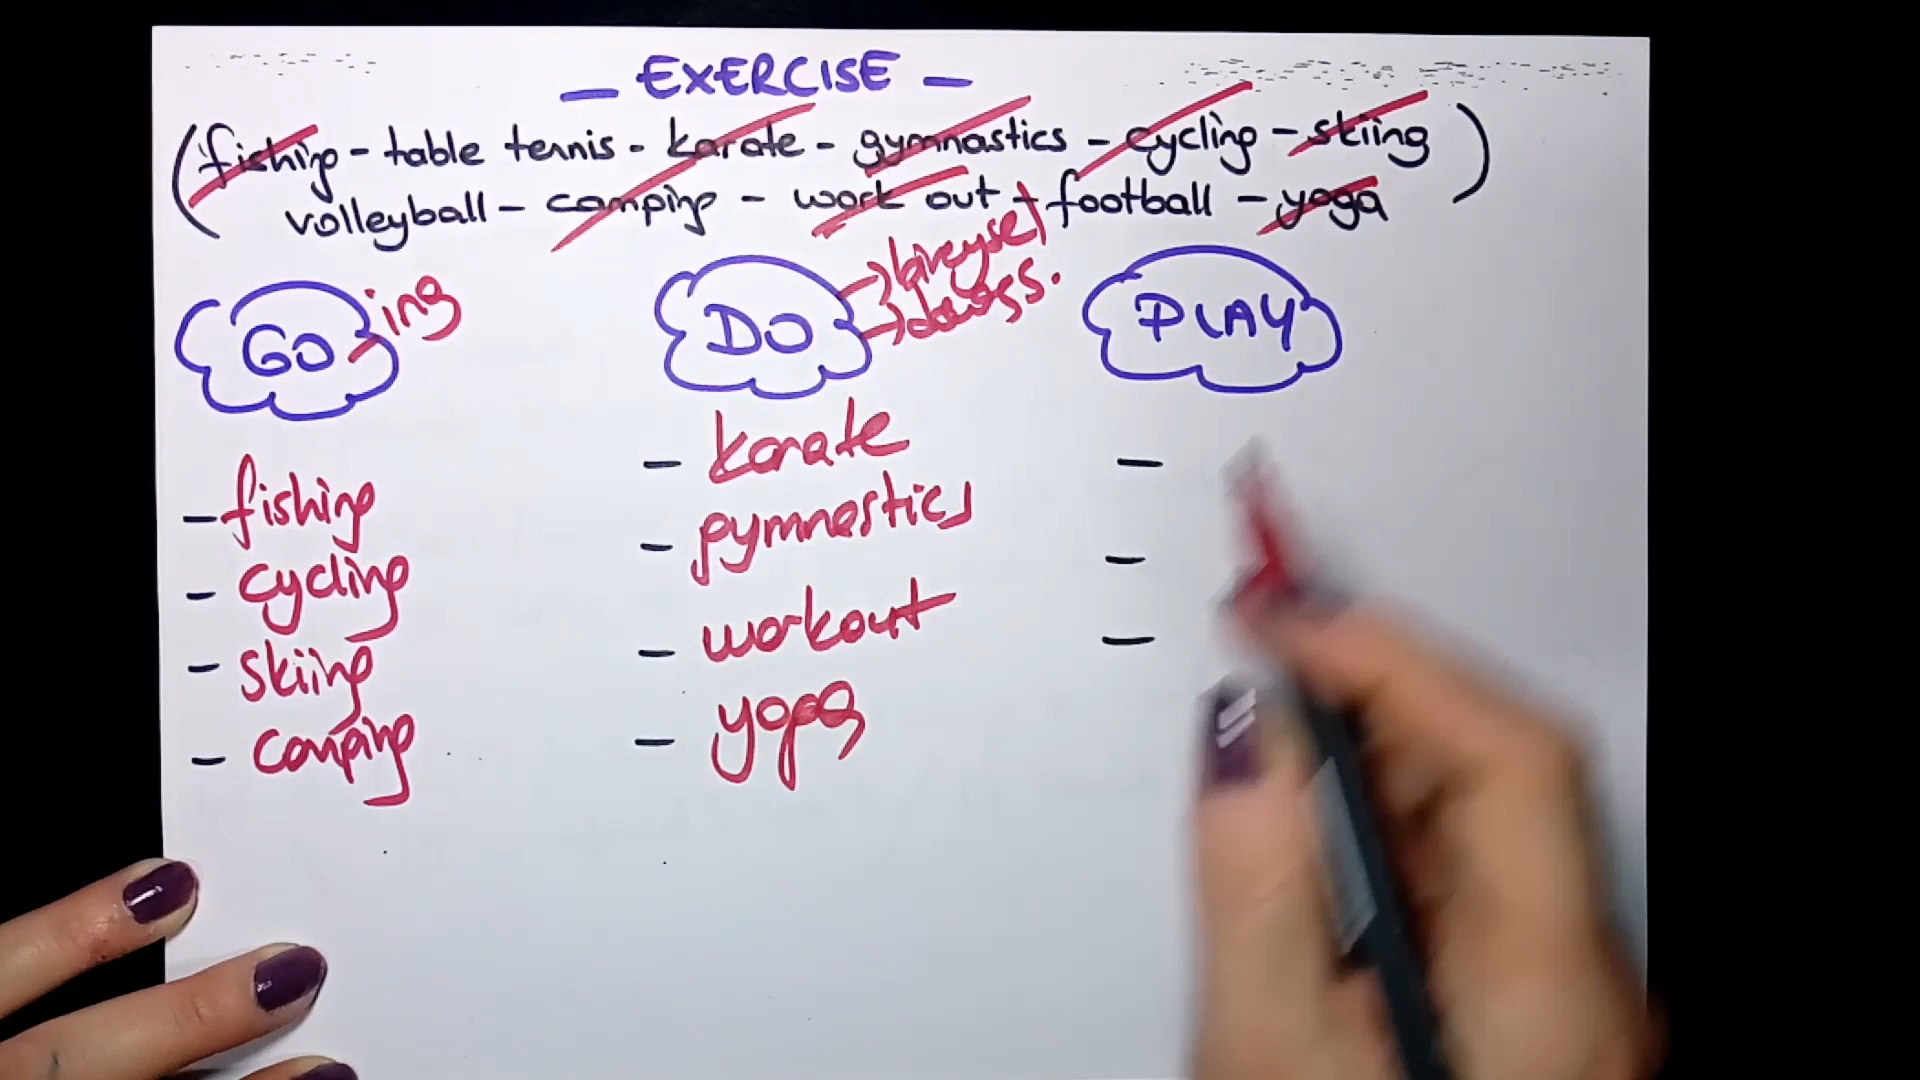 - EXERCISE -
(fishing - table tennis - karate - gymnastics - cycling - skiing
volleyball - camping - work out - football - yoga)
GO ing
DO → bireysel
→ 
PLAY
- fishing
- cycling
- skiing
- camping
- karate
- gymnastics
- workout
- yoga
-
-
-